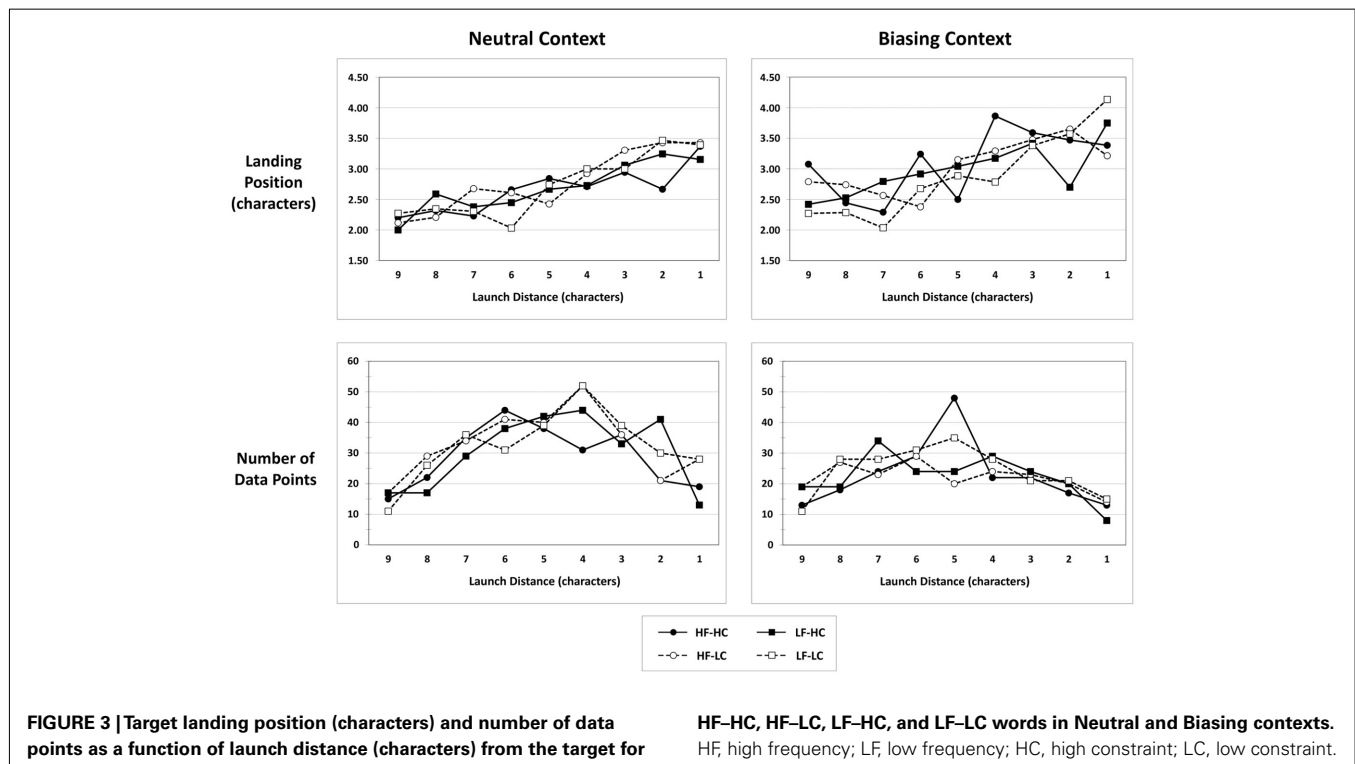 Neutral Context
Biasing Context
4.50
4.00
3.50
3.00
2.50
2.00
1.50
9 8 7 6 5 4 3 2 1
Launch Distance (characters)
Landing
Position
(characters)
4.50
4.00
3.50
3.00
2.50
2.00
1.50
9 8 7 6 5 4 3 2 1
Launch Distance (characters)
60
50
40
30
20
10
0
9 8 7 6 5 4 3 2 1
Launch Distance (characters)
Number of
Data Points
60
50
40
30
20
10
0
9 8 7 6 5 4 3 2 1
Launch Distance (characters)
HF-HC LF-HC
HF-LC LF-LC
FIGURE 3 | Target landing position (characters) and number of data
points as a function of launch distance (characters) from the target for
HF–HC, HF–LC, LF–HC, and LF–LC words in Neutral and Biasing contexts.
HF, high frequency; LF, low frequency; HC, high constraint; LC, low constraint.